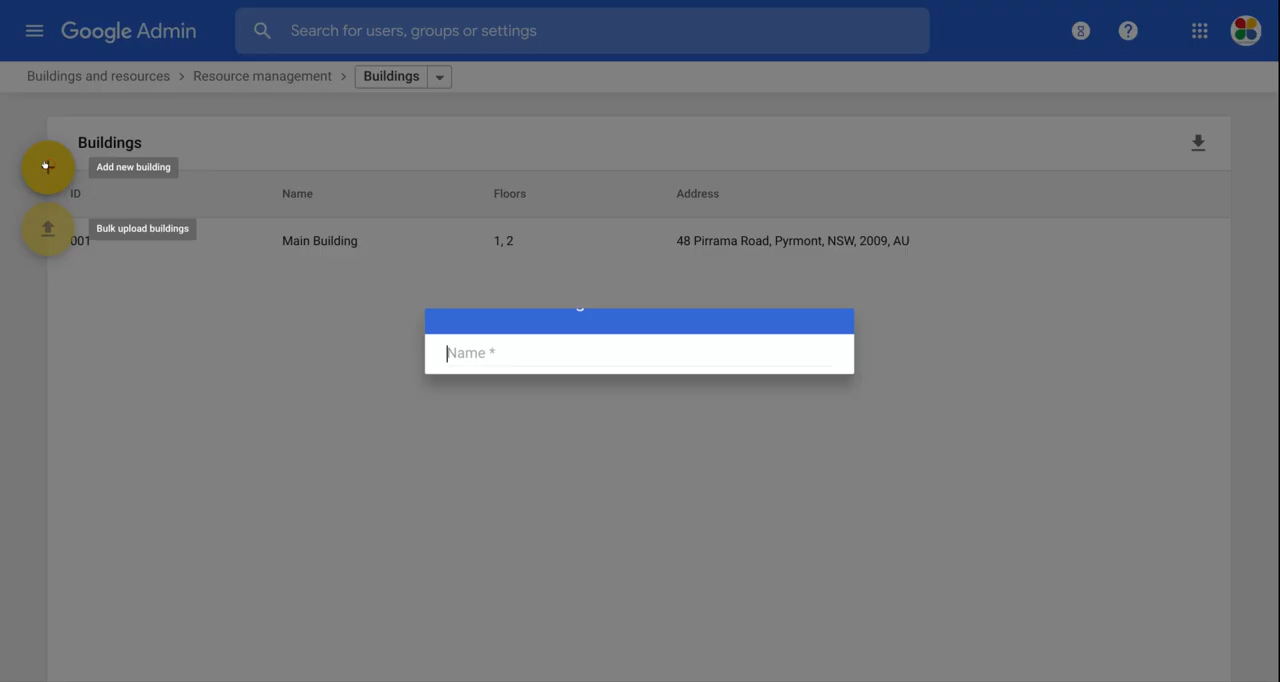 Google Admin
Search for users, groups or settings
Buildings and resources > Resource management > Buildings
Buildings
Add new building
ID Name Floors Address
Bulk upload buildings
001 Main Building 1, 2 48 Pirrama Road, Pyrmont, NSW, 2009, AU
Name *